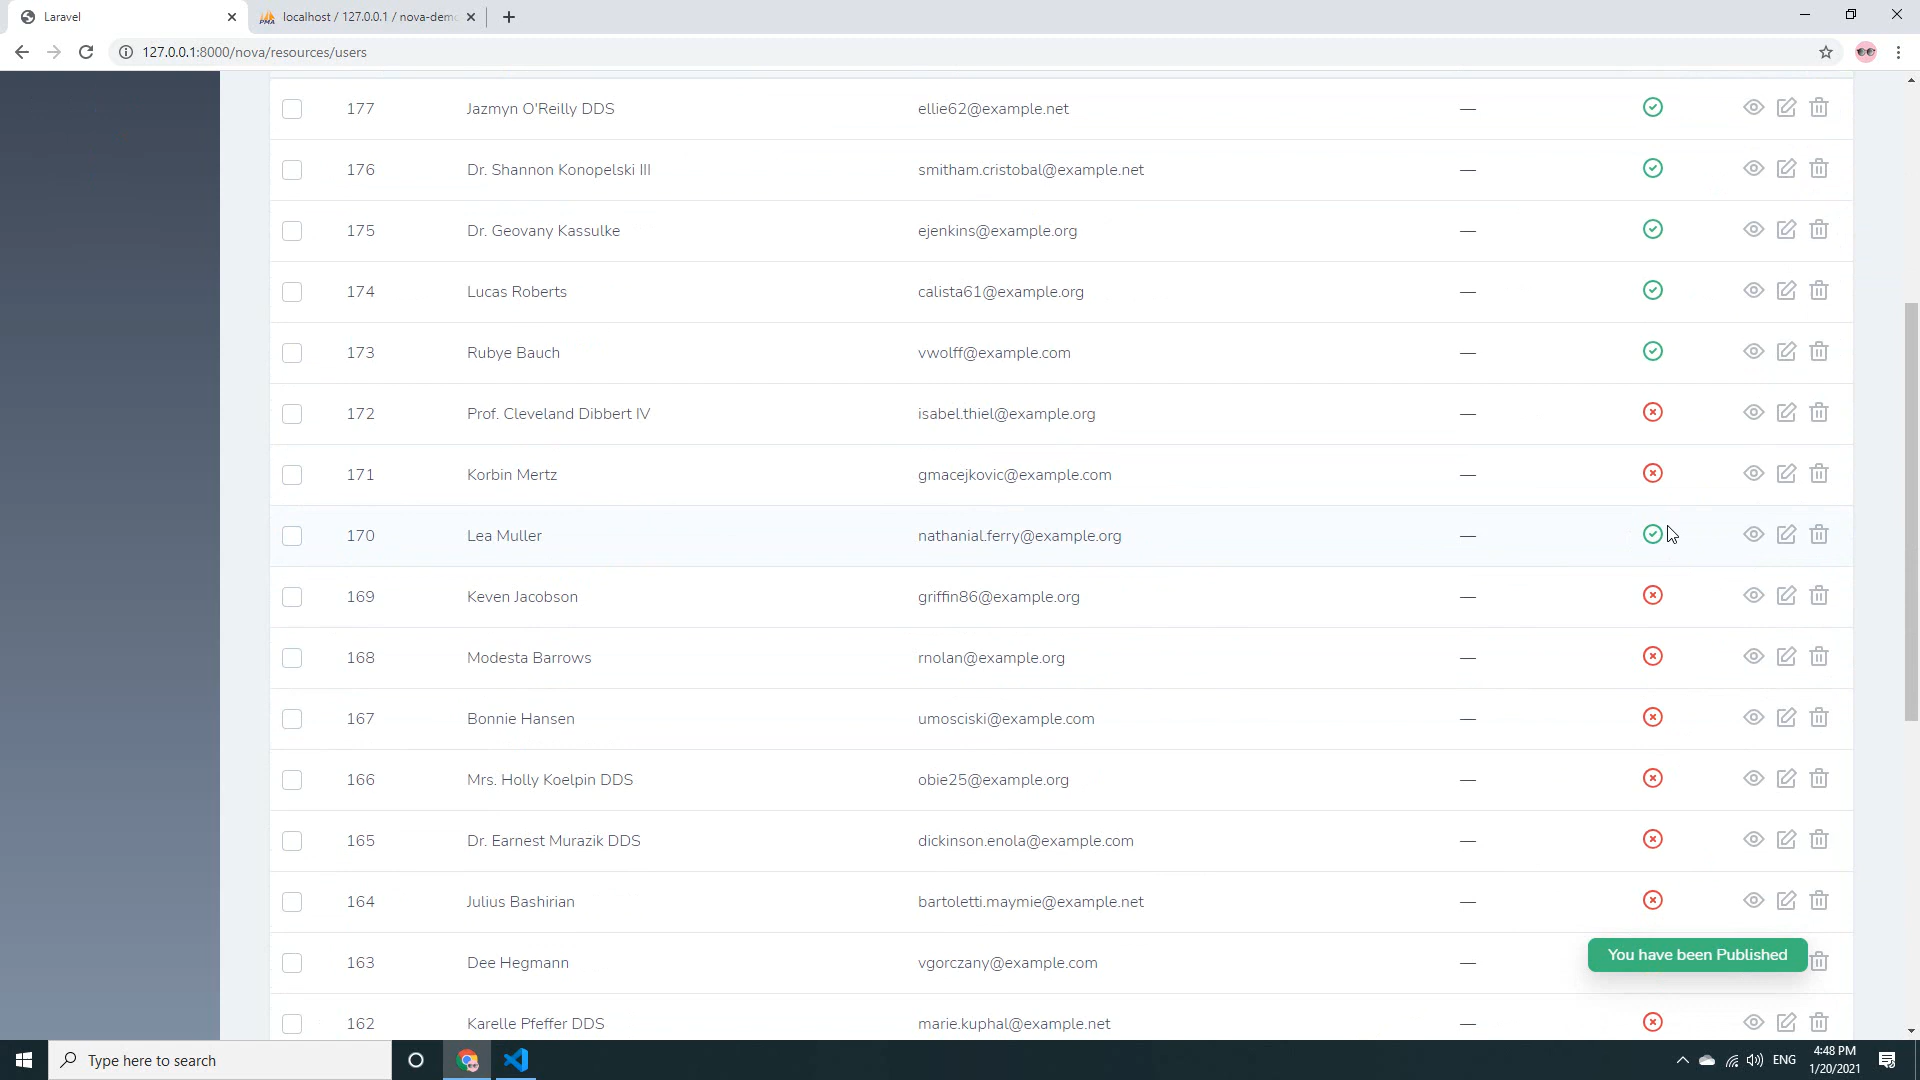 Laravel
localhost / 127.0.0.1 / nova-demo
127.0.0.1:8000/nova/resources/users
177 Jazmyn O'Reilly DDS ellie62@example.net —
176 Dr. Shannon Konopelski III smitham.cristobal@example.net —
175 Dr. Geovany Kassulke ejenkins@example.org —
174 Lucas Roberts calista61@example.org —
173 Rubye Bauch vwolff@example.com —
172 Prof. Cleveland Dibbert IV isabel.thiel@example.org —
171 Korbin Mertz gmacejkovic@example.com —
170 Lea Muller nathanial.ferry@example.org —
169 Keven Jacobson griffin86@example.org —
168 Modesta Barrows rnolan@example.org —
167 Bonnie Hansen umosciski@example.com —
166 Mrs. Holly Koelpin DDS obie25@example.org —
165 Dr. Earnest Murazik DDS dickinson.enola@example.com —
164 Julius Bashirian bartoletti.maymie@example.net —
163 Dee Hegmann vgorczany@example.com —
You have been Published
162 Karelle Pfeffer DDS marie.kuphal@example.net —
Type here to search
ENG
4:48 PM
1/20/2021